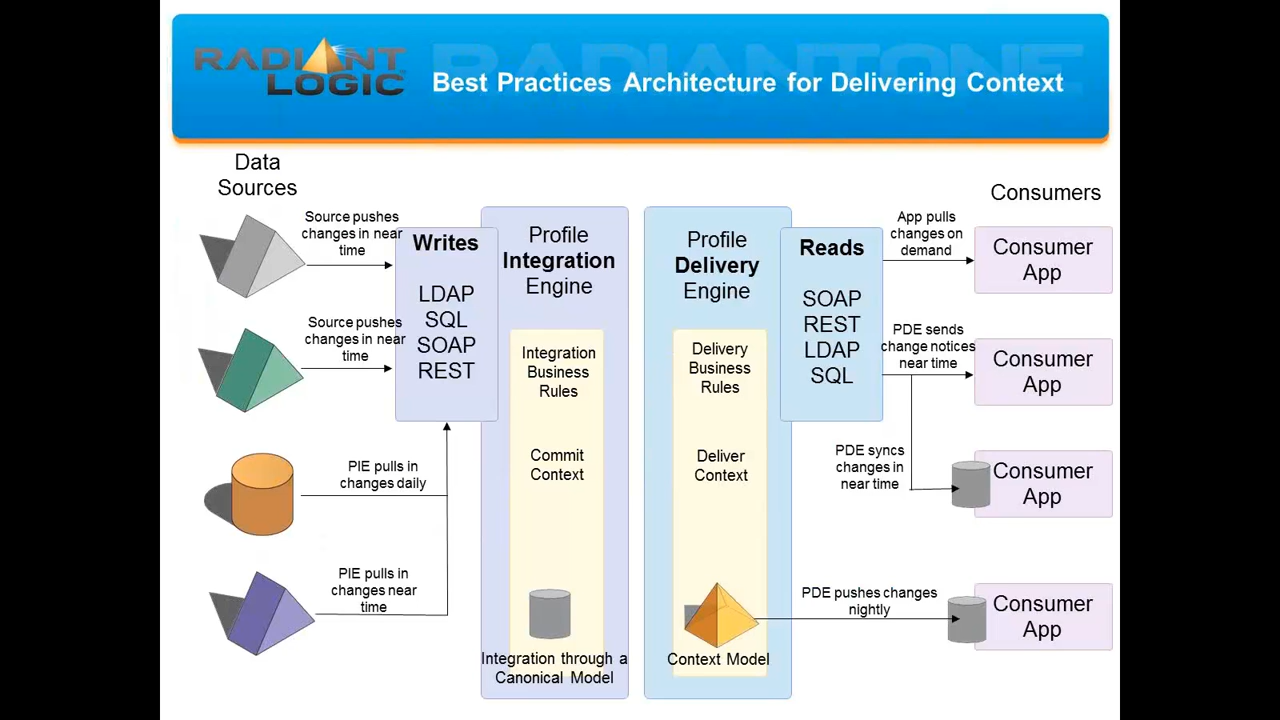 RADIANT
LOGIC
RADIANTONE
Best Practices Architecture for Delivering Context
Data
Sources
Source pushes
changes in near
time
Source pushes
changes in near
time
PIE pulls in
changes daily
PIE pulls in
changes near
time
Writes
LDAP
SQL
SOAP
REST
Profile
Integration
Engine
Integration
Business
Rules
Commit
Context
Integration through a
Canonical Model
Profile
Delivery
Engine
Delivery
Business
Rules
Deliver
Context
Context Model
Reads
SOAP
REST
LDAP
SQL
App pulls
changes on
demand
PDE sends
change notices
near time
PDE syncs
changes in
near time
PDE pushes changes
nightly
Consumers
Consumer
App
Consumer
App
Consumer
App
Consumer
App